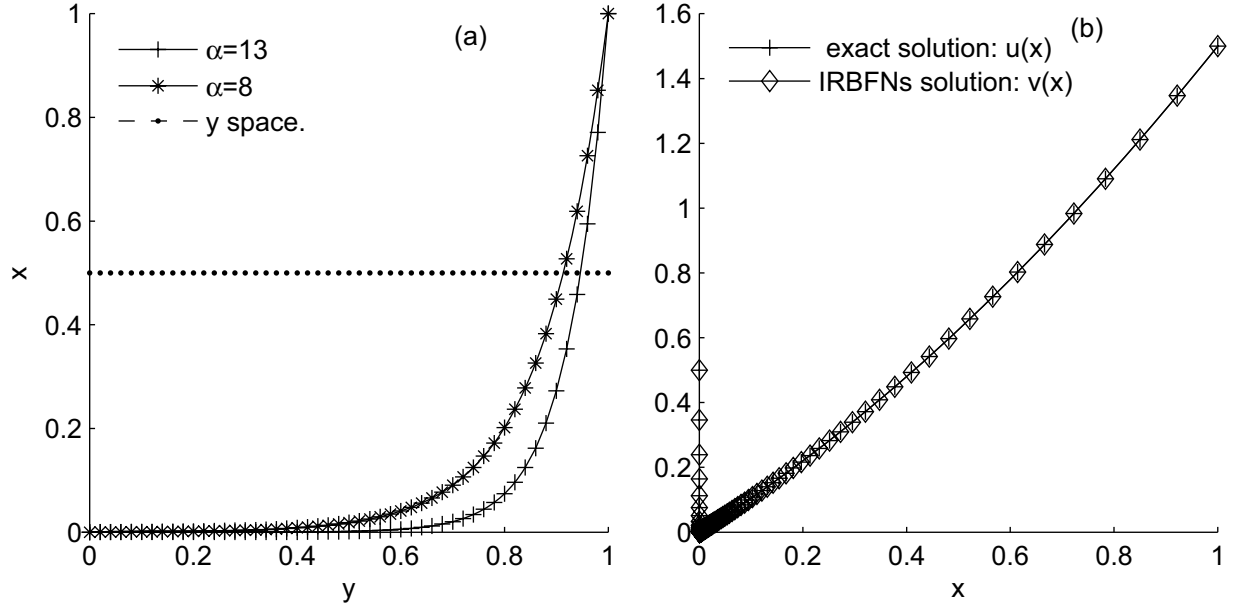 (a)
α=13
α=8
y space.
1
0.8
0.6
0.4
0.2
0
x
0 0.2 0.4 0.6 0.8 1
y
(b)
exact solution: u(x)
IRBFNs solution: v(x)
1.6
1.4
1.2
1
0.8
0.6
0.4
0.2
0
0 0.2 0.4 0.6 0.8 1
x